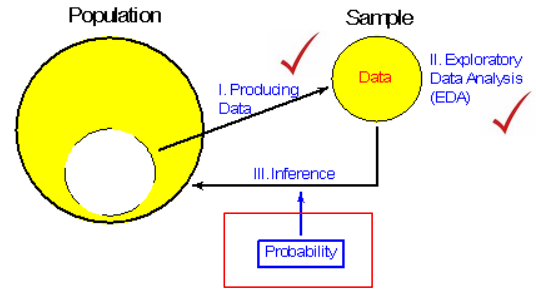 Population
Sample
Data
I. Producing
Data
II. Exploratory
Data Analysis
(EDA)
III. Inference
Probability